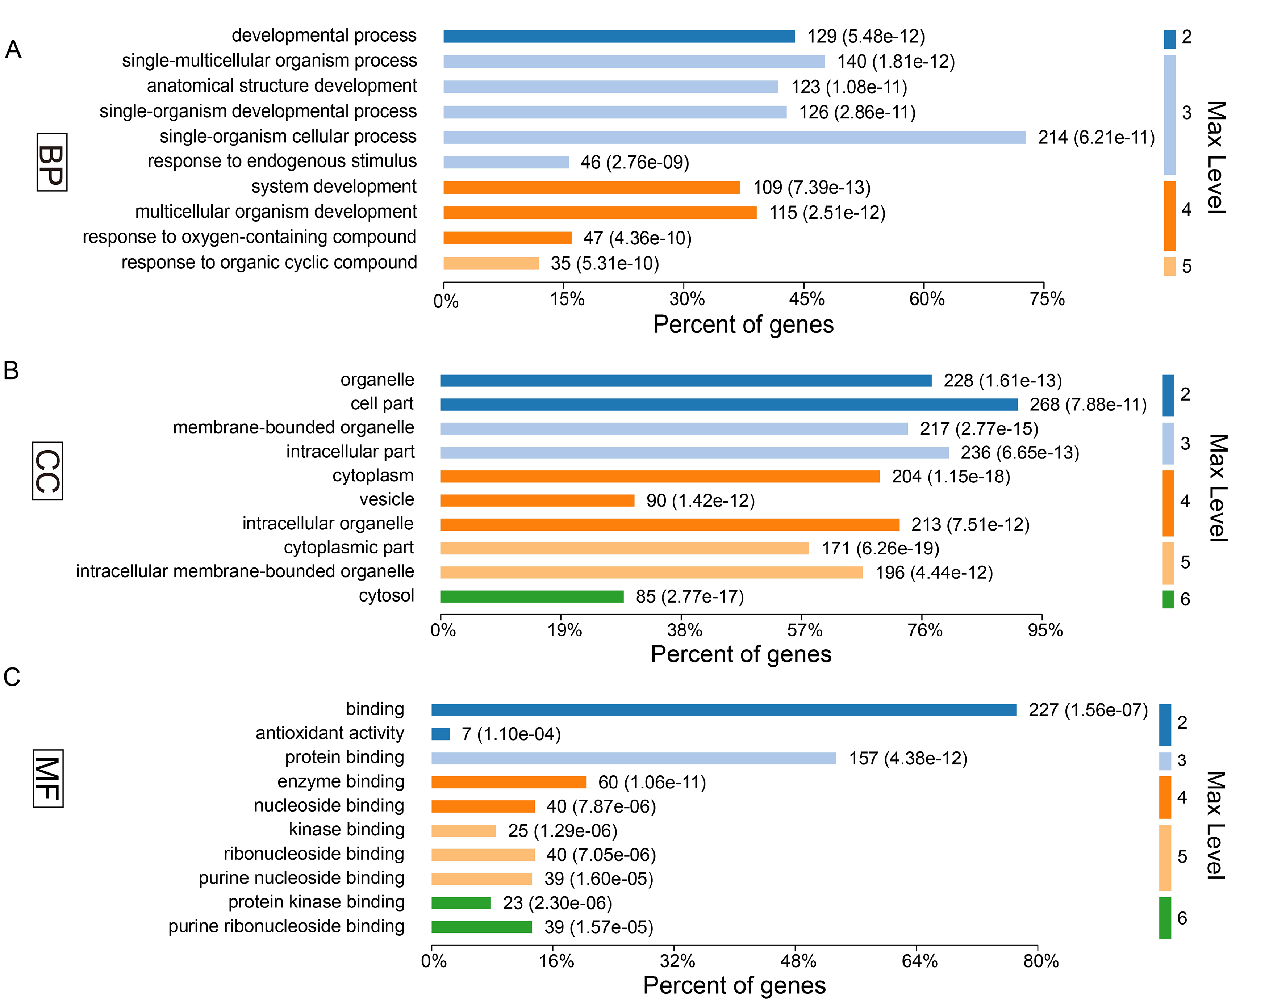 A
BP
developmental process 129 (5.48e-12)
single-multicellular organism process 140 (1.81e-12)
anatomical structure development 123 (1.08e-11)
single-organism developmental process 126 (2.86e-11)
single-organism cellular process 214 (6.21e-11)
response to endogenous stimulus 46 (2.76e-09)
system development 109 (7.39e-13)
multicellular organism development 115 (2.51e-12)
response to oxygen-containing compound 47 (4.36e-10)
response to organic cyclic compound 35 (5.31e-10)
0% 15% 30% 45% 60% 75%
Percent of genes
2
3
4
5
Max Level
B
CC
organelle 228 (1.61e-13)
cell part 268 (7.88e-11)
membrane-bounded organelle 217 (2.77e-15)
intracellular part 236 (6.65e-13)
cytoplasm 204 (1.15e-18)
vesicle 90 (1.42e-12)
intracellular organelle 213 (7.51e-12)
cytoplasmic part 171 (6.26e-19)
intracellular membrane-bounded organelle 196 (4.44e-12)
cytosol 85 (2.77e-17)
0% 19% 38% 57% 76% 95%
Percent of genes
2
3
4
5
6
Max Level
C
MF
binding 227 (1.56e-07)
antioxidant activity 7 (1.10e-04)
protein binding 157 (4.38e-12)
enzyme binding 60 (1.06e-11)
nucleoside binding 40 (7.87e-06)
kinase binding 25 (1.29e-06)
ribonucleoside binding 40 (7.05e-06)
purine nucleoside binding 39 (1.60e-05)
protein kinase binding 23 (2.30e-06)
purine ribonucleoside binding 39 (1.57e-05)
0% 16% 32% 48% 64% 80%
Percent of genes
2
3
4
5
6
Max Level